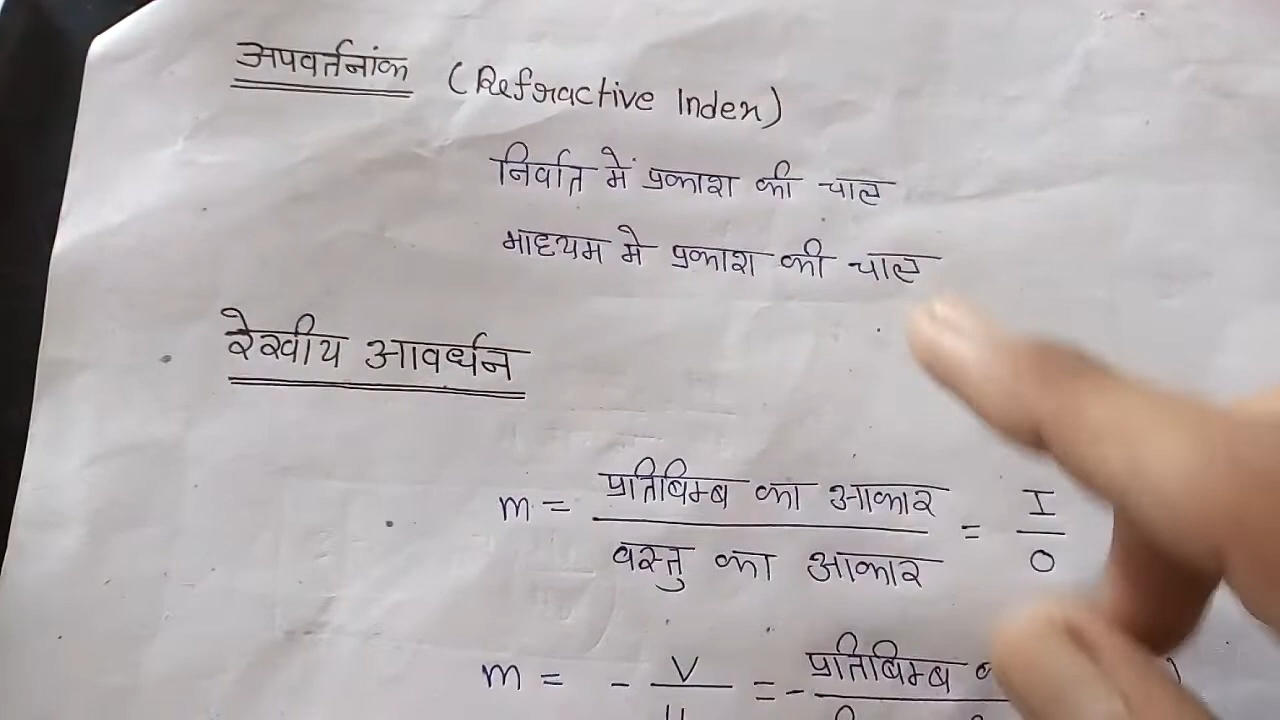 अपवर्तनांक (Refractive Index)
निर्वात में प्रकाश की चाल
माध्यम मे प्रकाश की चाल
रेखीय आवर्धन
m = प्रतिबिम्ब का आकार / वस्तु का आकार = I / O
m = - V / u = - प्रतिबिम्ब